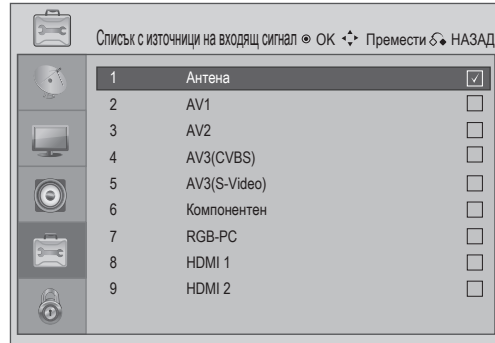 Списък с източници на входящ сигнал OK Премести НАЗАД
1 Антена
2 AV1
3 AV2
4 AV3(CVBS)
5 AV3(S-Video)
6 Компонентен
7 RGB-PC
8 HDMI 1
9 HDMI 2